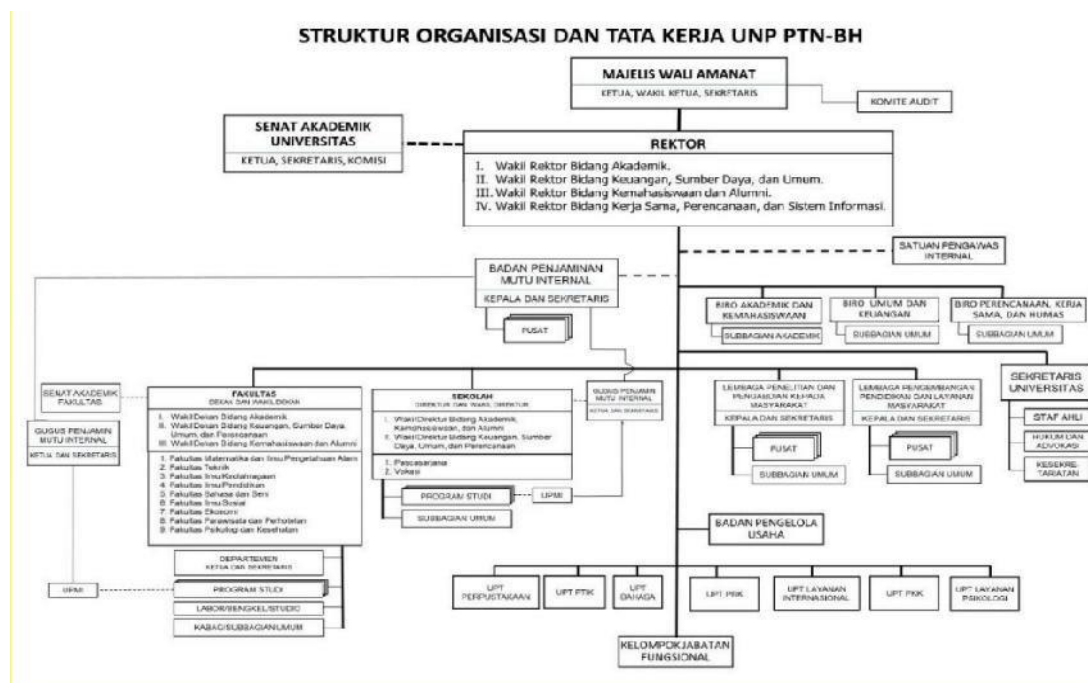 STRUKTUR ORGANISASI DAN TATA KERJA UNP PTN-BH
MAJELIS WALI AMANAT
KETUA, WAKIL KETUA, SEKRETARIS
KOMITE AUDIT
SENAT AKADEMIK
UNIVERSITAS
KETUA, SEKRETARIS, KOMISI
REKTOR
I. Wakil Rektor Bidang Akademik.
II. Wakil Rektor Bidang Keuangan, Sumber Daya, dan Umum.
III. Wakil Rektor Bidang Kemahasiswaan dan Alumni.
IV. Wakil Rektor Bidang Kerja Sama, Perencanaan, dan Sistem Informasi.
SATUAN PENGAWAS
INTERNAL
BADAN PENJAMINAN
MUTU INTERNAL
KEPALA DAN SEKRETARIS
PUSAT
BIRO AKADEMIK DAN
KEMAHASISWAAN
SUBBAGIAN AKADEMIK
BIRO UMUM DAN
KEUANGAN
SUBBAGIAN UMUM
BIRO PERENCANAAN, KERJA
SAMA, DAN HUMAS
SUBBAGIAN UMUM
SENAT AKADEMIK
FAKULTAS
GUGUS PENJAMIN
MUTU INTERNAL
KETUA DAN SEKRETARIS
FAKULTAS
DEKAN DAN WAKIL DEKAN
I. Wakil Dekan Bidang Akademik
II. Wakil Dekan Bidang Keuangan, Sumber Daya,
Umum, dan Perencanaan
III. Wakil Dekan Bidang Kemahasiswaan dan Alumni
1. Fakultas Matematika dan Ilmu Pengetahuan Alam
2. Fakultas Teknik
3. Fakultas Ilmu Keolahragaan
4. Fakultas Ilmu Pendidikan
5. Fakultas Bahasa dan Seni
6. Fakultas Ilmu Sosial
7. Fakultas Ekonomi
8. Fakultas Pariwisata dan Perhotelan
9. Fakultas Psikologi dan Kesehatan
DEPARTEMEN
KETUA DAN SEKRETARIS
UPMI
PROGRAM STUDI
LABOR/BENGKEL/STUDIO
KABAG/SUBBAGIAN UMUM
SEKOLAH
DIREKTUR DAN WAKIL DIREKTUR
I. Wakil Direktur Bidang Akademik,
Kemahasiswaan, dan Alumni
II. Wakil Direktur Bidang Keuangan, Sumber
Daya, Umum, dan Perencanaan
1. Pascasarjana
2. Vokasi
PROGRAM STUDI
UPMI
SUBBAGIAN UMUM
GUGUS PENJAMIN
MUTU INTERNAL
KETUA DAN SEKRETARIS
LEMBAGA PENELITIAN DAN
PENGABDIAN KEPADA
MASYARAKAT
KEPALA DAN SEKRETARIS
PUSAT
SUBBAGIAN UMUM
LEMBAGA PENGEMBANGAN
PENDIDIKAN DAN LAYANAN
MASYARAKAT
KEPALA DAN SEKRETARIS
PUSAT
SUBBAGIAN UMUM
SEKRETARIS
UNIVERSITAS
STAF AHLI
HUKUM DAN
ADVOKASI
KESEKRE-
TARIATAN
BADAN PENGELOLA
USAHA
UPT
PERPUSTAKAAN
UPT PTIK
UPT
BAHASA
UPT LAYANAN
INTERNASIONAL
UPT PKK
UPT LAYANAN
PSIKOLOGI
KELOMPOKJABATAN
FUNGSIONAL